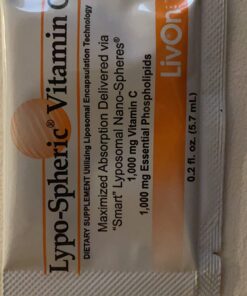 Lypo-Spheric® Vitamin C
DIETARY SUPPLEMENT Utilizing Liposomal Encapsulation Technology
Maximized Absorption Delivered via
"Smart" Lyposomal Nano-Spheres®
1,000 mg Vitamin C
1,000 mg Essential Phospholipids
LivOn
0.2 fl. oz. (5.7 mL)